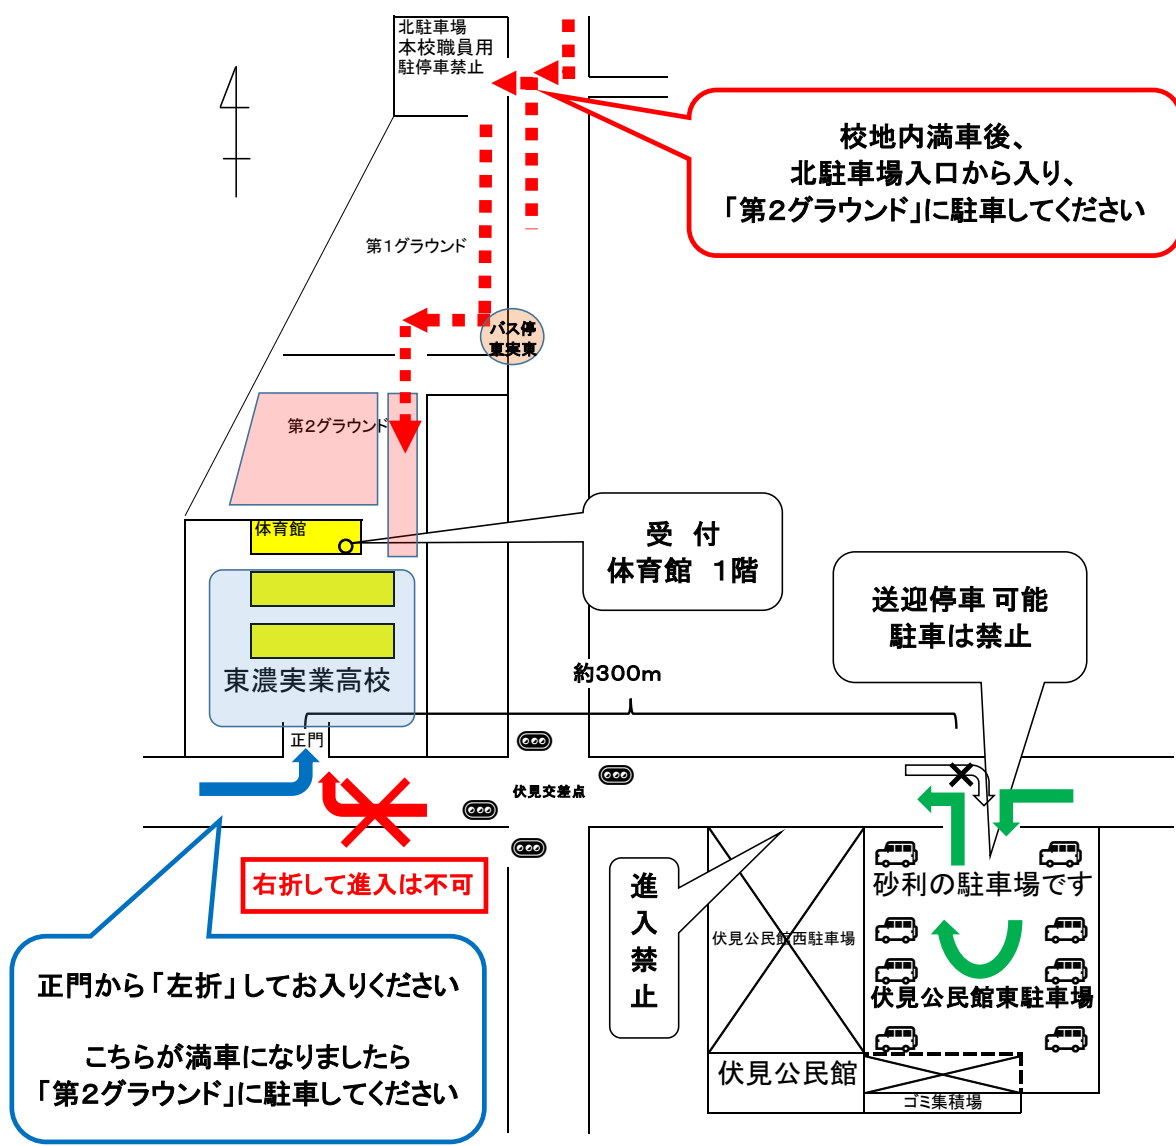 北駐車場
本校職員用
駐停車禁止
校地内満車後、
北駐車場入口から入り、
「第２グラウンド」に駐車してください
第１グラウンド
バス停
東実東
第２グラウンド
体育館
受　付
体育館　１階
送迎停車 可能
駐車は禁止
東濃実業高校
約３００ｍ
正門
伏見交差点
右折して進入は不可
進入禁止
砂利の駐車場です
伏見公民館西駐車場
伏見公民館東駐車場
正門から「左折」してお入りください
こちらが満車になりましたら
「第２グラウンド」に駐車してください
伏見公民館
ゴミ集積場